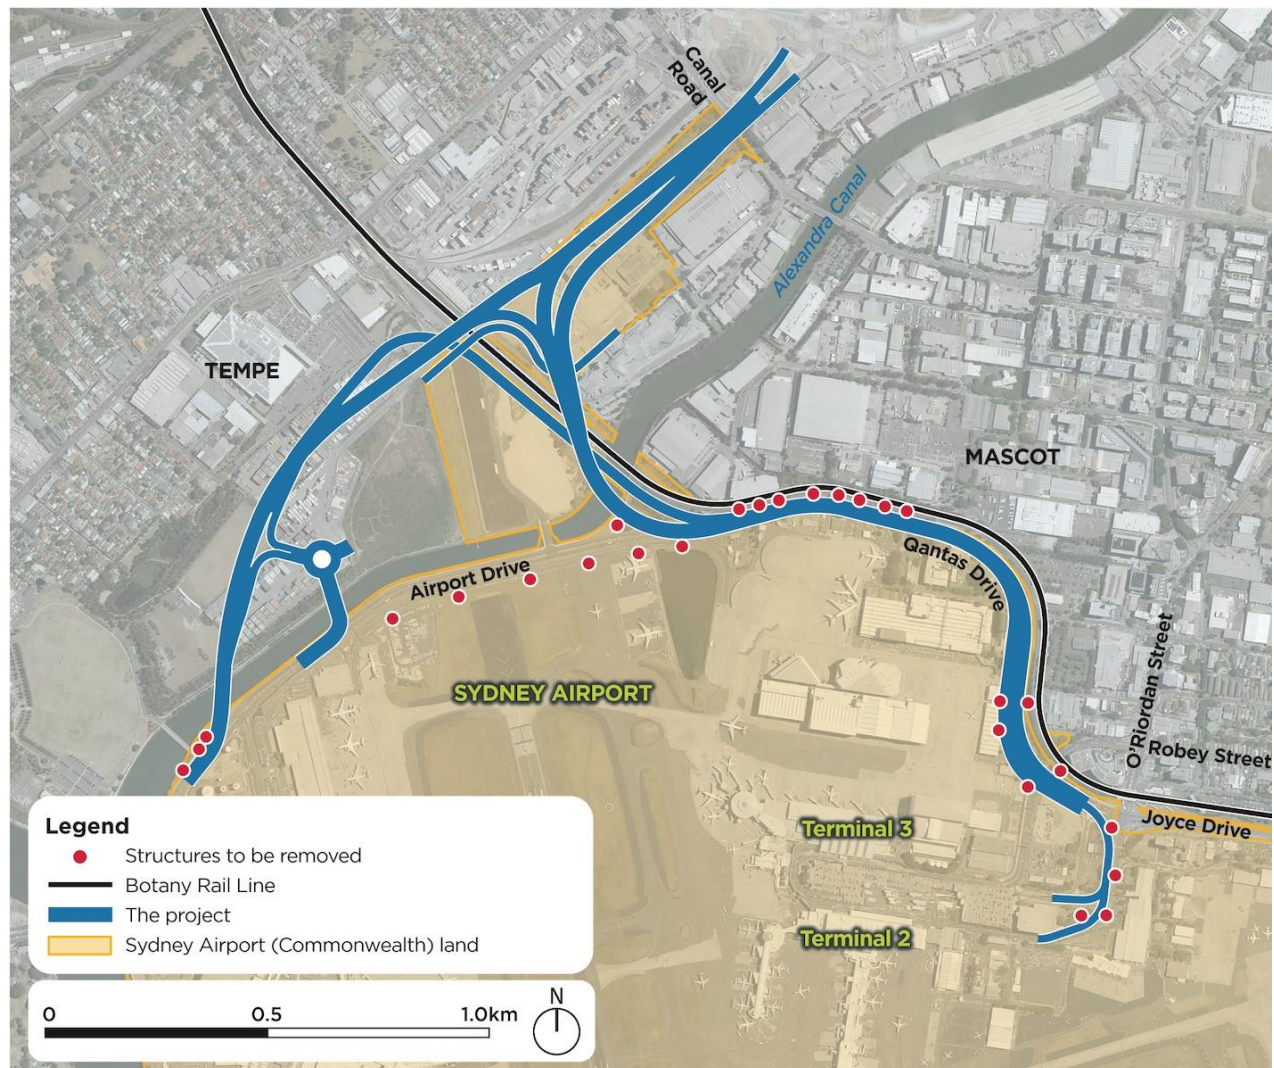 Canal
Road
Alexandra Canal
TEMPE
MASCOT
Qantas Drive
Airport Drive
O'Riordan Street
SYDNEY AIRPORT
Robey Street
Terminal 3
Joyce Drive
Terminal 2
Legend
Structures to be removed
Botany Rail Line
The project
Sydney Airport (Commonwealth) land
0 0.5 1.0km
N